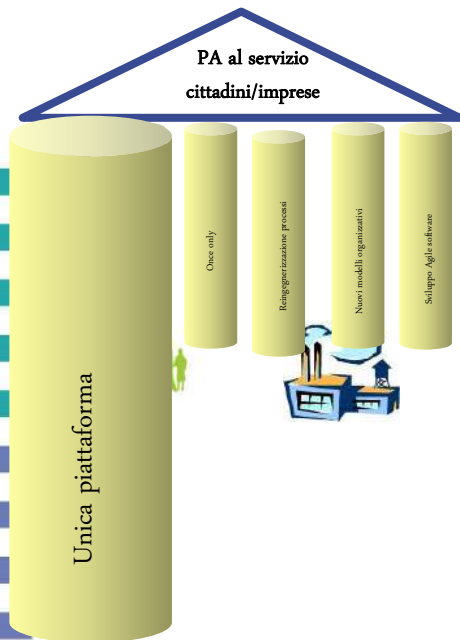 PA al servizio
cittadini/imprese
Unica piattaforma
Once only
Reingegnerizzazione processi
Nuovi modelli organizzativi
Sviluppo Agile software